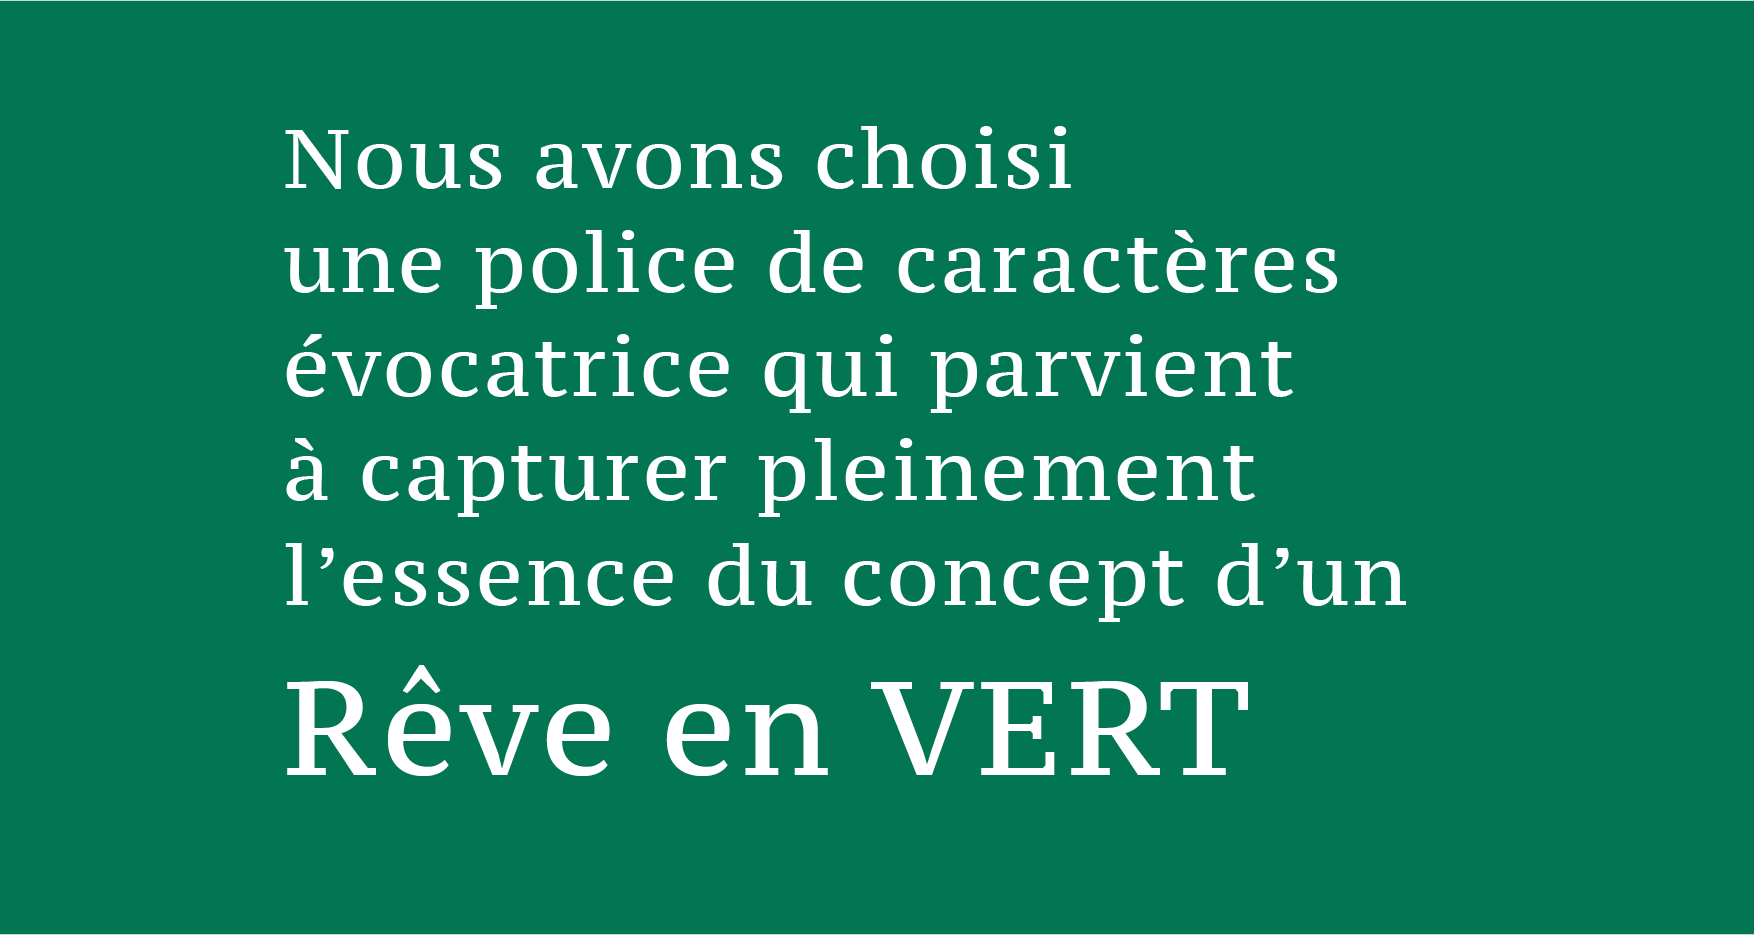 Nous avons choisi
une police de caractères
évocatrice qui parvient
à capturer pleinement
l’essence du concept d’un
Rêve en VERT